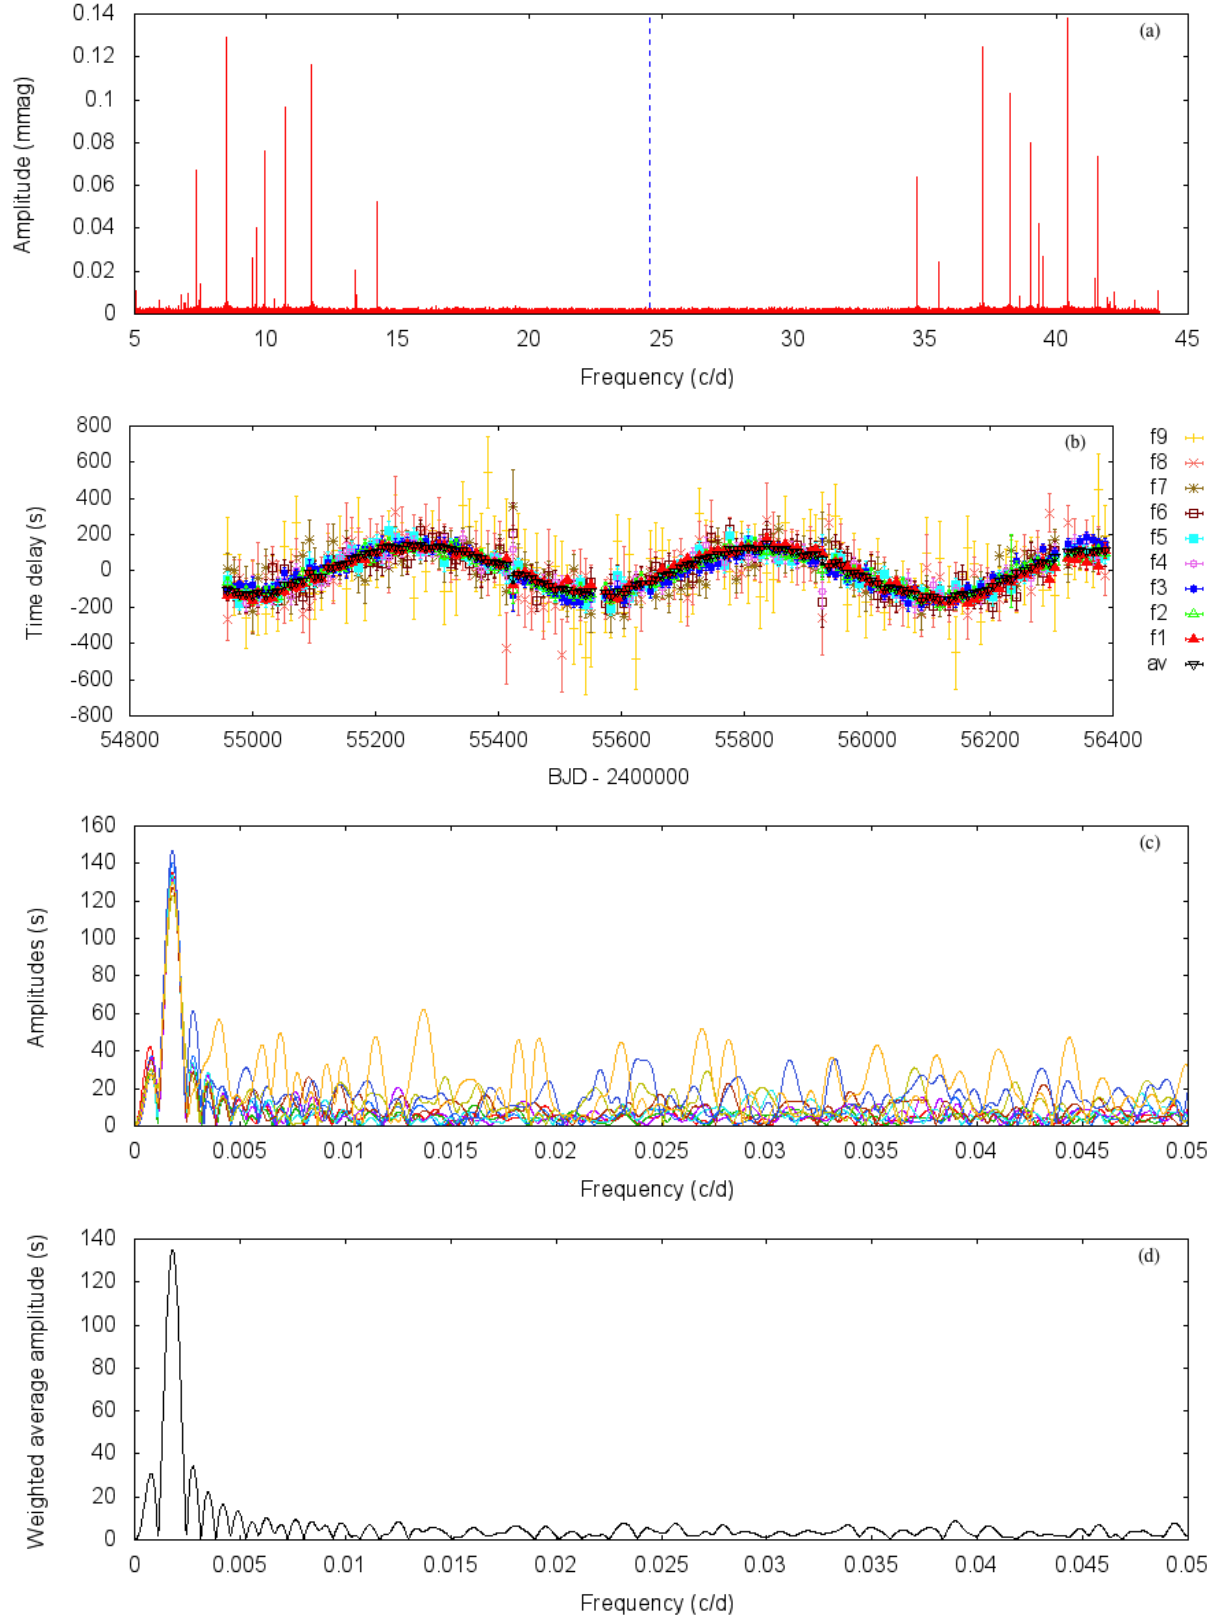 0.14
0.12
0.1
0.08
0.06
0.04
0.02
0
Amplitude (mmag)
(a)
5 10 15 20 25 30 35 40 45
Frequency (c/d)
800
600
400
200
0
-200
-400
-600
-800
Time delay (s)
(b)
f9
f8
f7
f6
f5
f4
f3
f2
f1
av
54800 55000 55200 55400 55600 55800 56000 56200 56400
BJD - 2400000
160
140
120
100
80
60
40
20
0
Amplitudes (s)
(c)
0 0.005 0.01 0.015 0.02 0.025 0.03 0.035 0.04 0.045 0.05
Frequency (c/d)
140
120
100
80
60
40
20
0
Weighted average amplitude (s)
(d)
0 0.005 0.01 0.015 0.02 0.025 0.03 0.035 0.04 0.045 0.05
Frequency (c/d)